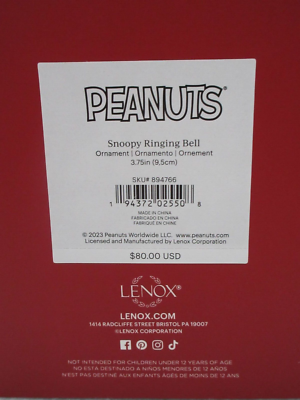 PEANUTS®
Snoopy Ringing Bell
Ornament | Ornamento | Ornement
3.75in (9.5cm)
SKU# 894766
1 94372 02550 8
MADE IN CHINA
FABRICADO EN CHINA
FABRIQUÉ EN CHINE
©2023 Peanuts Worldwide LLC. www.peanuts.com
Licensed and Manufactured by Lenox Corporation
$80.00 USD
LENOX®
LENOX.COM
1414 RADCLIFFE STREET BRISTOL PA 19007
©LENOX CORPORATION
NOT INTENDED FOR CHILDREN UNDER 12 YEARS OF AGE
NO ESTA DESTINADO A NIÑOS MENORES DE 12 AÑOS
N'EST PAS DESTINÉ AUX ENFANTS ÂGÉS DE MOINS DE 12 ANS